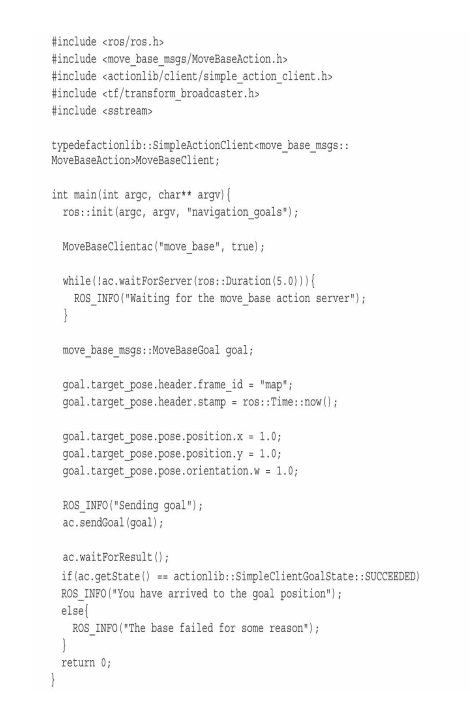 #include <ros/ros.h>
#include <move_base_msgs/MoveBaseAction.h>
#include <actionlib/client/simple_action_client.h>
#include <tf/transform_broadcaster.h>
#include <sstream>

typedefactionlib::SimpleActionClient<move_base_msgs::
MoveBaseAction>MoveBaseClient;

int main(int argc, char** argv){
  ros::init(argc, argv, "navigation_goals");

  MoveBaseClientac("move_base", true);

  while(!ac.waitForServer(ros::Duration(5.0))){
    ROS_INFO("Waiting for the move_base action server");
  }

  move_base_msgs::MoveBaseGoal goal;

  goal.target_pose.header.frame_id = "map";
  goal.target_pose.header.stamp = ros::Time::now();

  goal.target_pose.pose.position.x = 1.0;
  goal.target_pose.pose.position.y = 1.0;
  goal.target_pose.pose.orientation.w = 1.0;

  ROS_INFO("Sending goal");
  ac.sendGoal(goal);

  ac.waitForResult();
  if(ac.getState() == actionlib::SimpleClientGoalState::SUCCEEDED)
  ROS_INFO("You have arrived to the goal position");
  else{
    ROS_INFO("The base failed for some reason");
  }
  return 0;
}